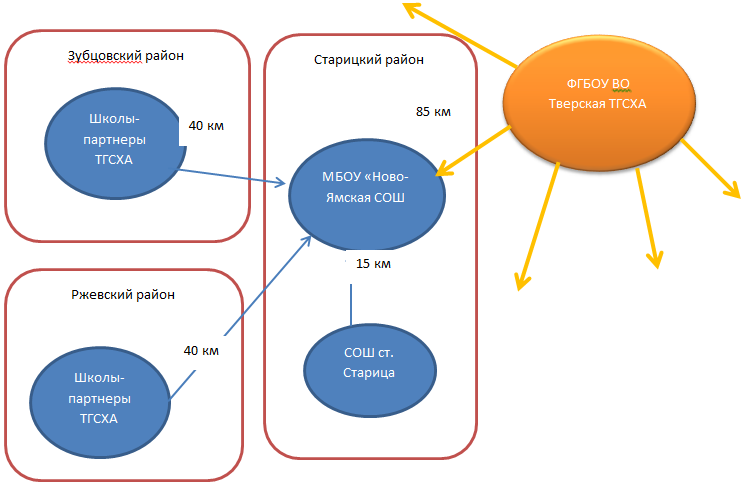 Зубцовский район
Школы-
партнеры
ТГСХА
40 км
Старицкий район
85 км
МБОУ «Ново-
Ямская СОШ
15 км
СОШ ст.
Старица
Ржевский район
40 км
Школы-
партнеры
ТГСХА
ФГБОУ ВО
Тверская ТГСХА